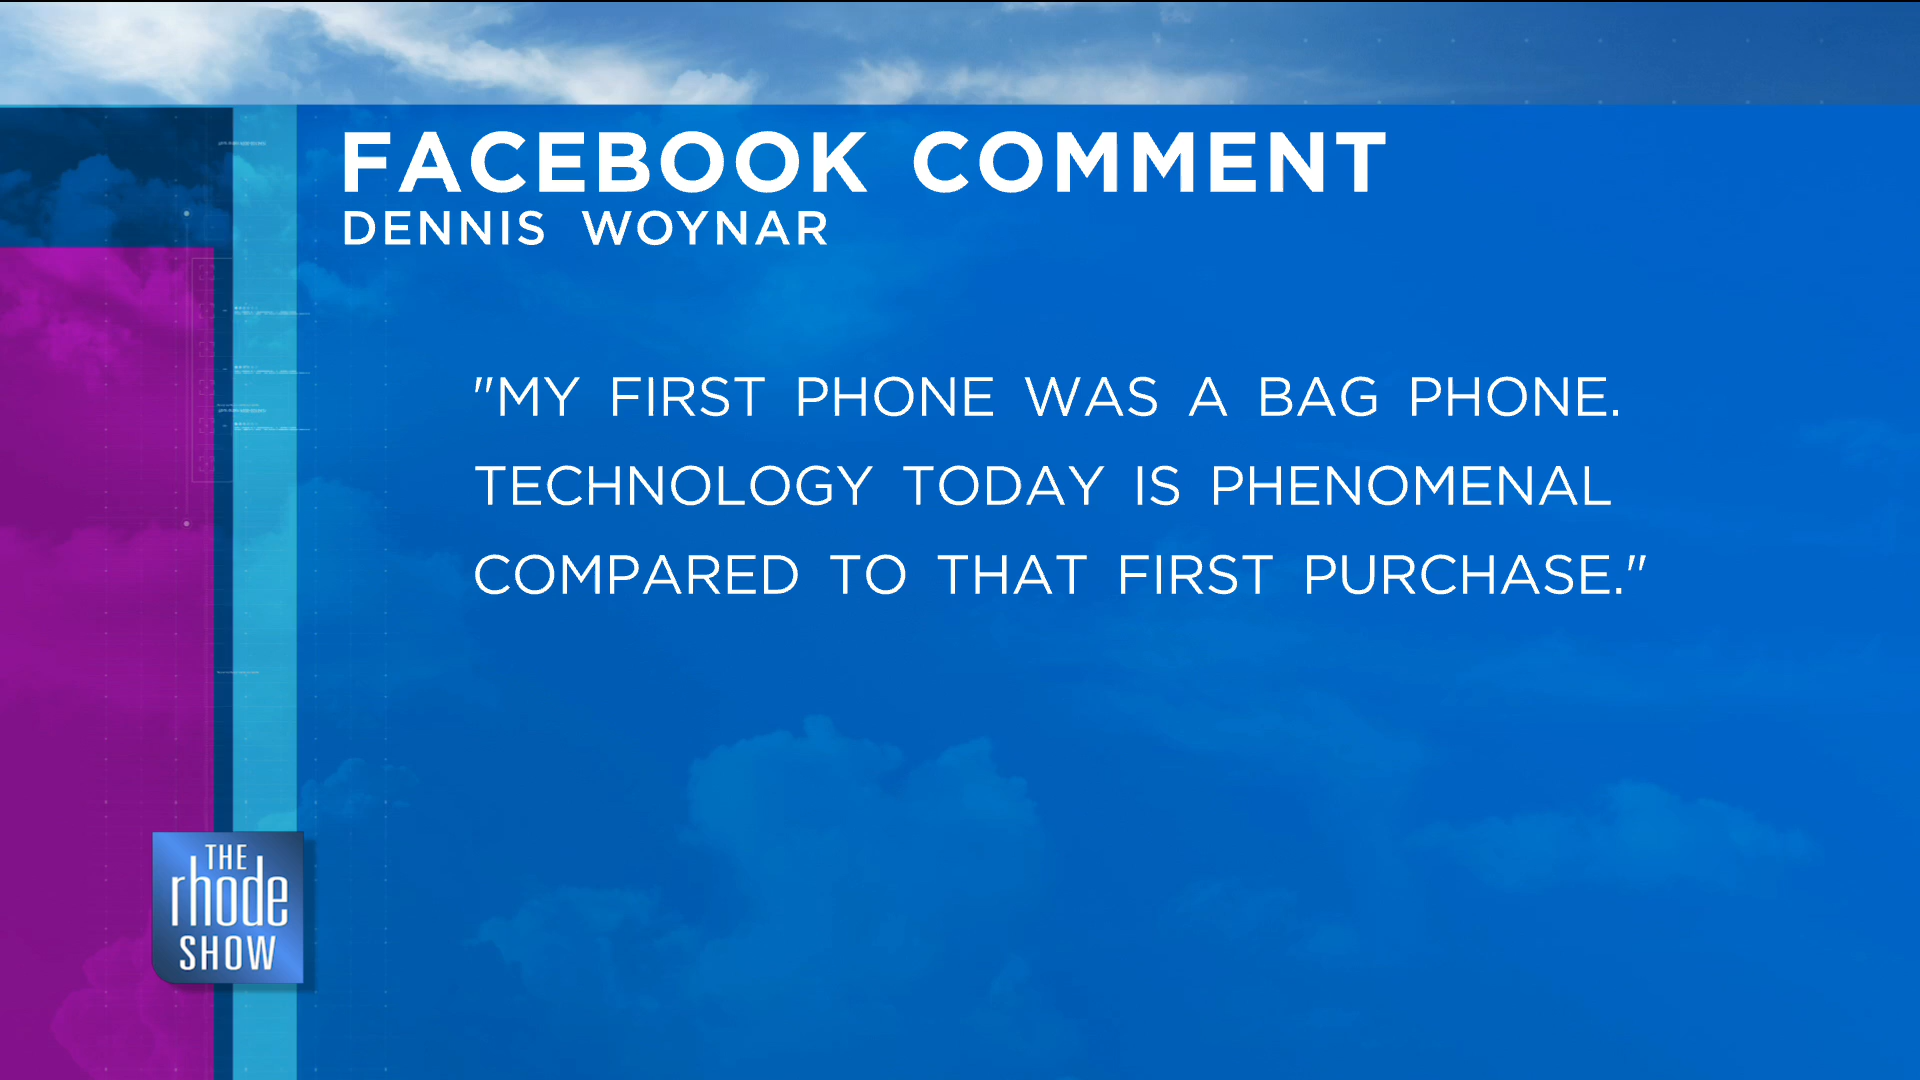 FACEBOOK COMMENT
DENNIS WOYNAR
"MY FIRST PHONE WAS A BAG PHONE.
TECHNOLOGY TODAY IS PHENOMENAL
COMPARED TO THAT FIRST PURCHASE."
THE
rhode
SHOW